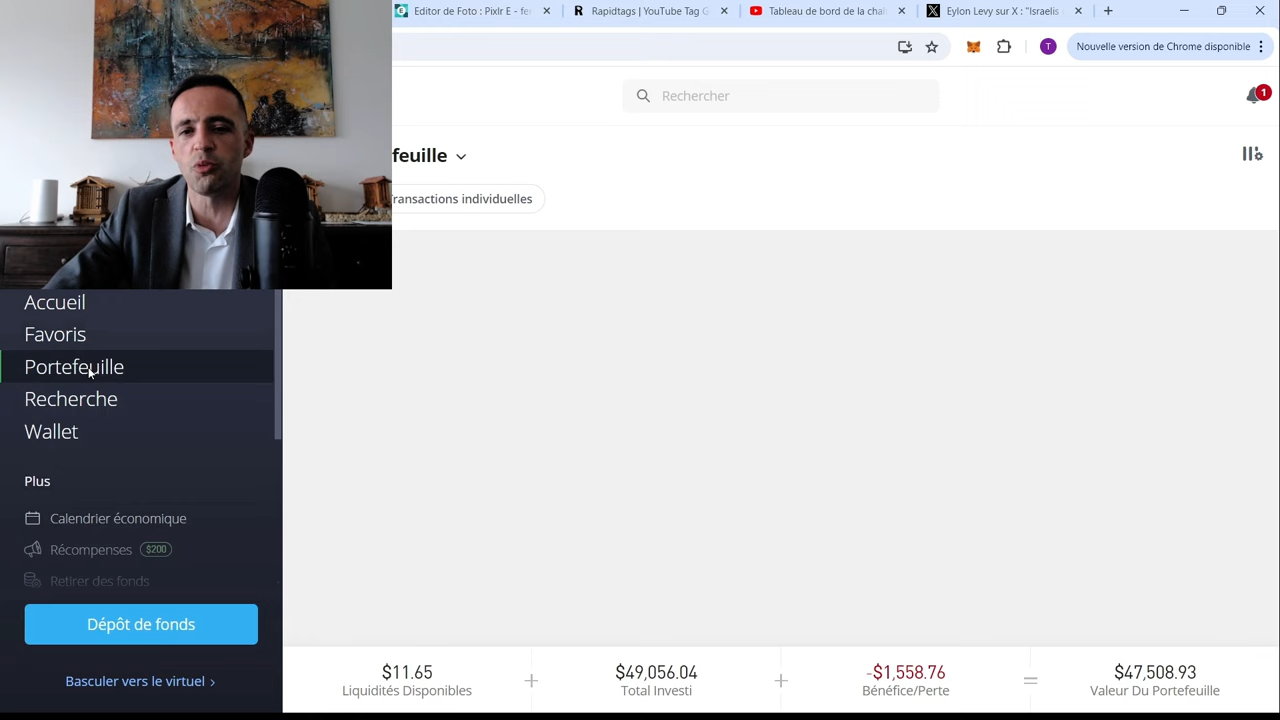 Editor de Foto : Pixlr E – fe
Rapidtags | YouTube Tag G
Tableau de bord de la chaî
Eylon Levy sur X : "Israelis
T
Nouvelle version de Chrome disponible
Rechercher
1
feuille
Transactions individuelles
Accueil
Favoris
Portefeuille
Recherche
Wallet
Plus
Calendrier économique
Récompenses $200
Retirer des fonds
Dépôt de fonds
Basculer vers le virtuel >
$11.65 + $49,056.04 + -$1,558.76 = $47,508.93
Liquidités Disponibles Total Investi Bénéfice/Perte Valeur Du Portefeuille